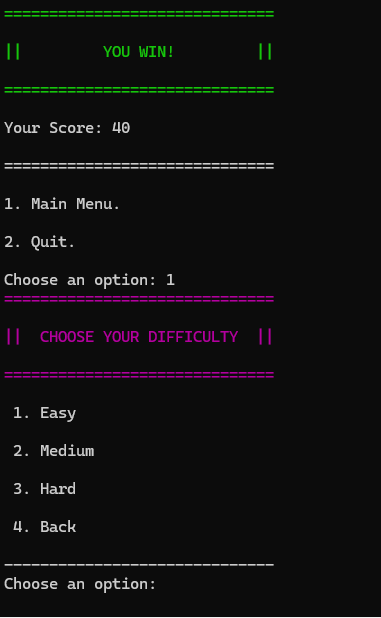 ==============================
||         YOU WIN!         ||
==============================
Your Score: 40
==============================
1. Main Menu.
2. Quit.
Choose an option: 1
==============================
||  CHOOSE YOUR DIFFICULTY  ||
==============================
1. Easy
2. Medium
3. Hard
4. Back
______________________________
Choose an option: